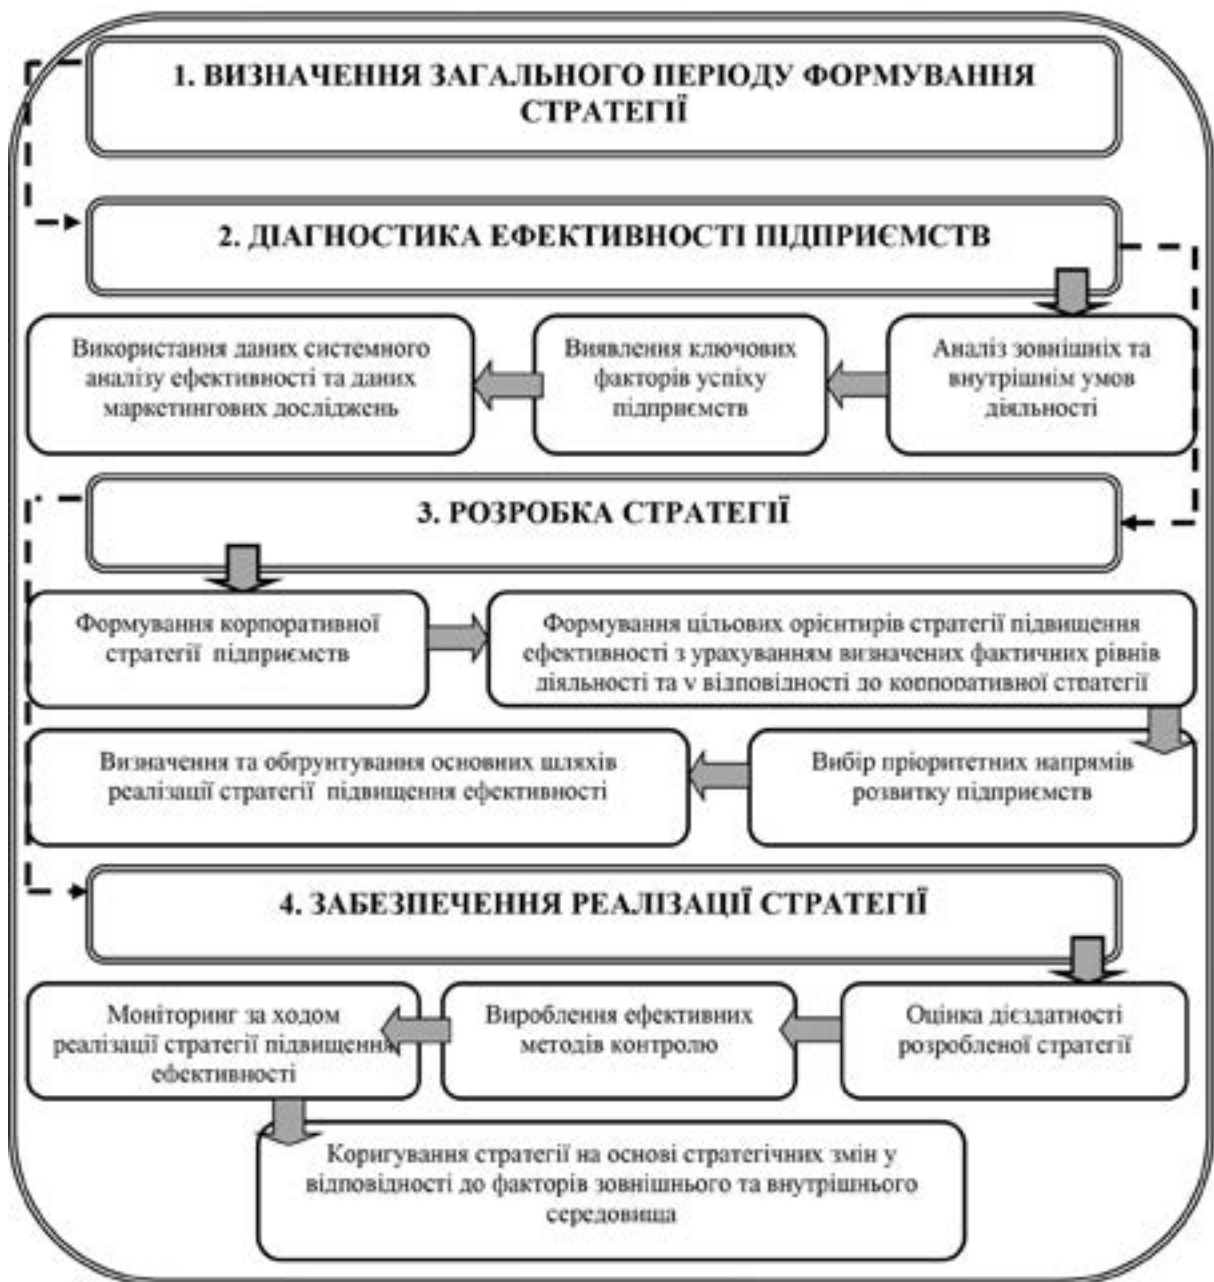 1. ВИЗНАЧЕННЯ ЗАГАЛЬНОГО ПЕРІОДУ ФОРМУВАННЯ
СТРАТЕГІЇ
2. ДІАГНОСТИКА ЕФЕКТИВНОСТІ ПІДПРИЄМСТВ
Аналіз зовнішніх та
внутрішнім умов
діяльності
Виявлення ключових
факторів успіху
підприємств
Використання даних системного
аналізу ефективності та даних
маркетингових досліджень
3. РОЗРОБКА СТРАТЕГІЇ
Формування корпоративної
стратегії підприємств
Формування цільових орієнтирів стратегії підвищення
ефективності з урахуванням визначених фактичних рівнів
діяльності та у відповідності до корпоративної стратегії
Вибір пріоритетних напрямів
розвитку підприємств
Визначення та обґрунтування основних шляхів
реалізації стратегії підвищення ефективності
4. ЗАБЕЗПЕЧЕННЯ РЕАЛІЗАЦІЇ СТРАТЕГІЇ
Оцінка дієздатності
розробленої стратегії
Вироблення ефективних
методів контролю
Моніторинг за ходом
реалізації стратегії підвищення
ефективності
Коригування стратегії на основі стратегічних змін у
відповідності до факторів зовнішнього та внутрішнього
середовища